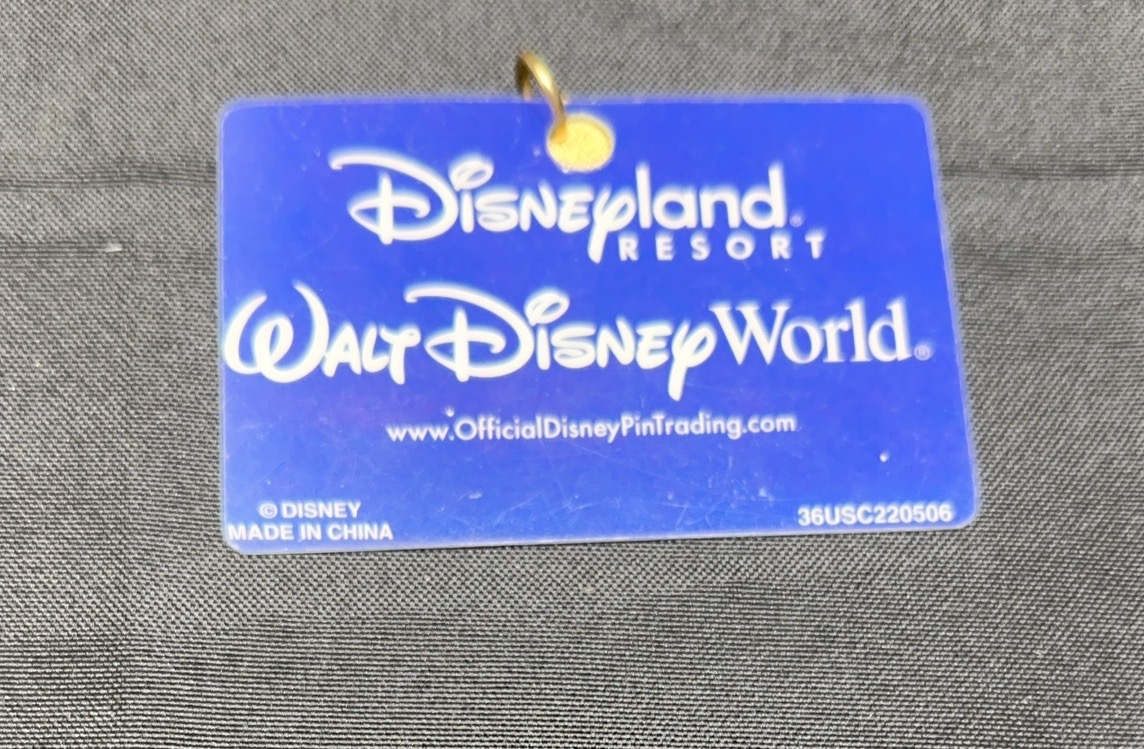 Disneyland®
RESORT
WALT DISNEY World®
www.OfficialDisneyPinTrading.com
© DISNEY
MADE IN CHINA
36USC220506